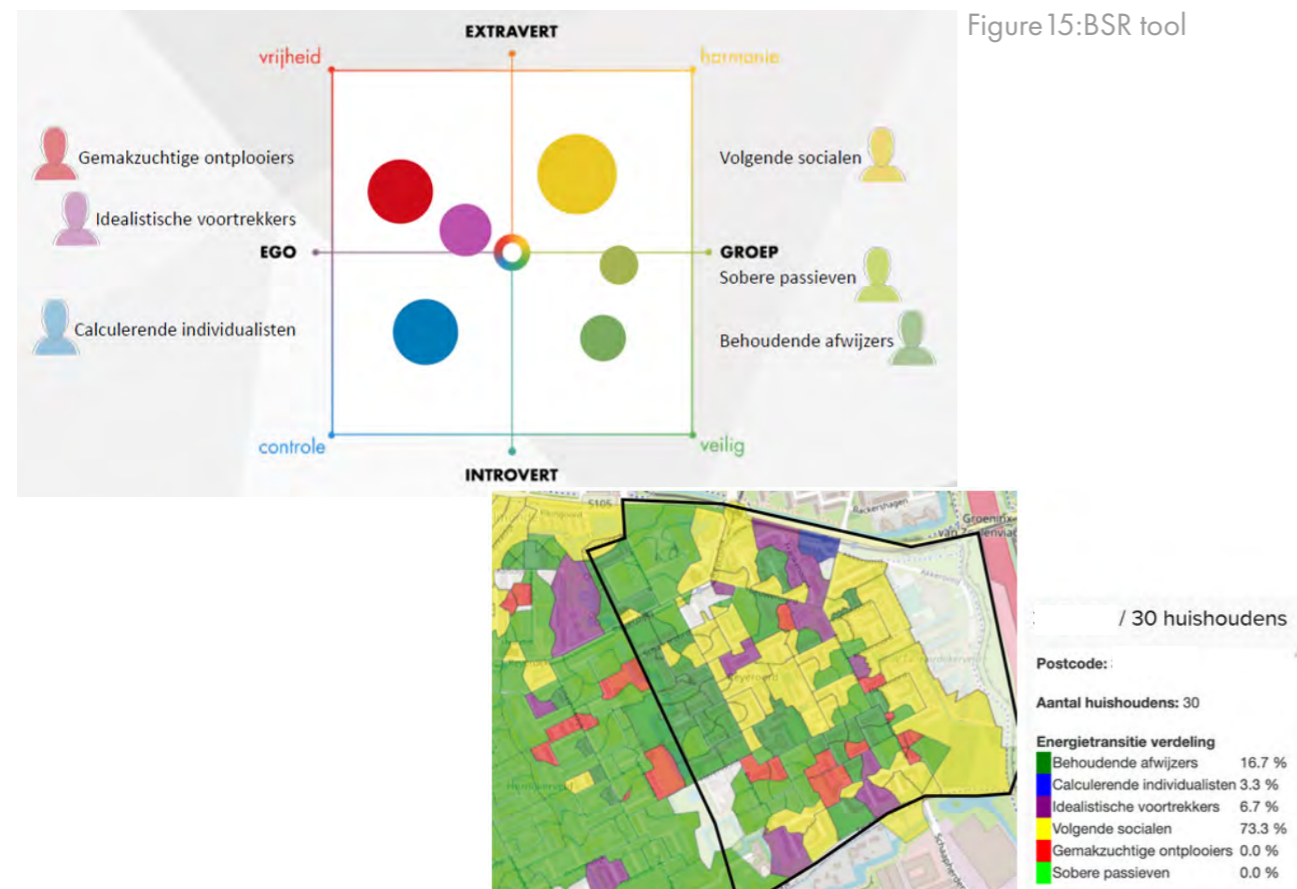 Figure15:BSR tool
EXTRAVERT
vrijheid
harmonie
Gemakzuchtige ontplooiers
Volgende socialen
Idealistische voortrekkers
EGO
GROEP
Sobere passieven
Calculerende individualisten
Behoudende afwijzers
controle
veilig
INTROVERT
S105
/ 30 huishoudens
Postcode:
Aantal huishoudens: 30
Energietransitie verdeling
Behoudende afwijzers 16.7 %
Calculerende individualisten 3.3 %
Idealistische voortrekkers 6.7 %
Volgende socialen 73.3 %
Gemakzuchtige ontplooiers 0.0 %
Sobere passieven 0.0 %